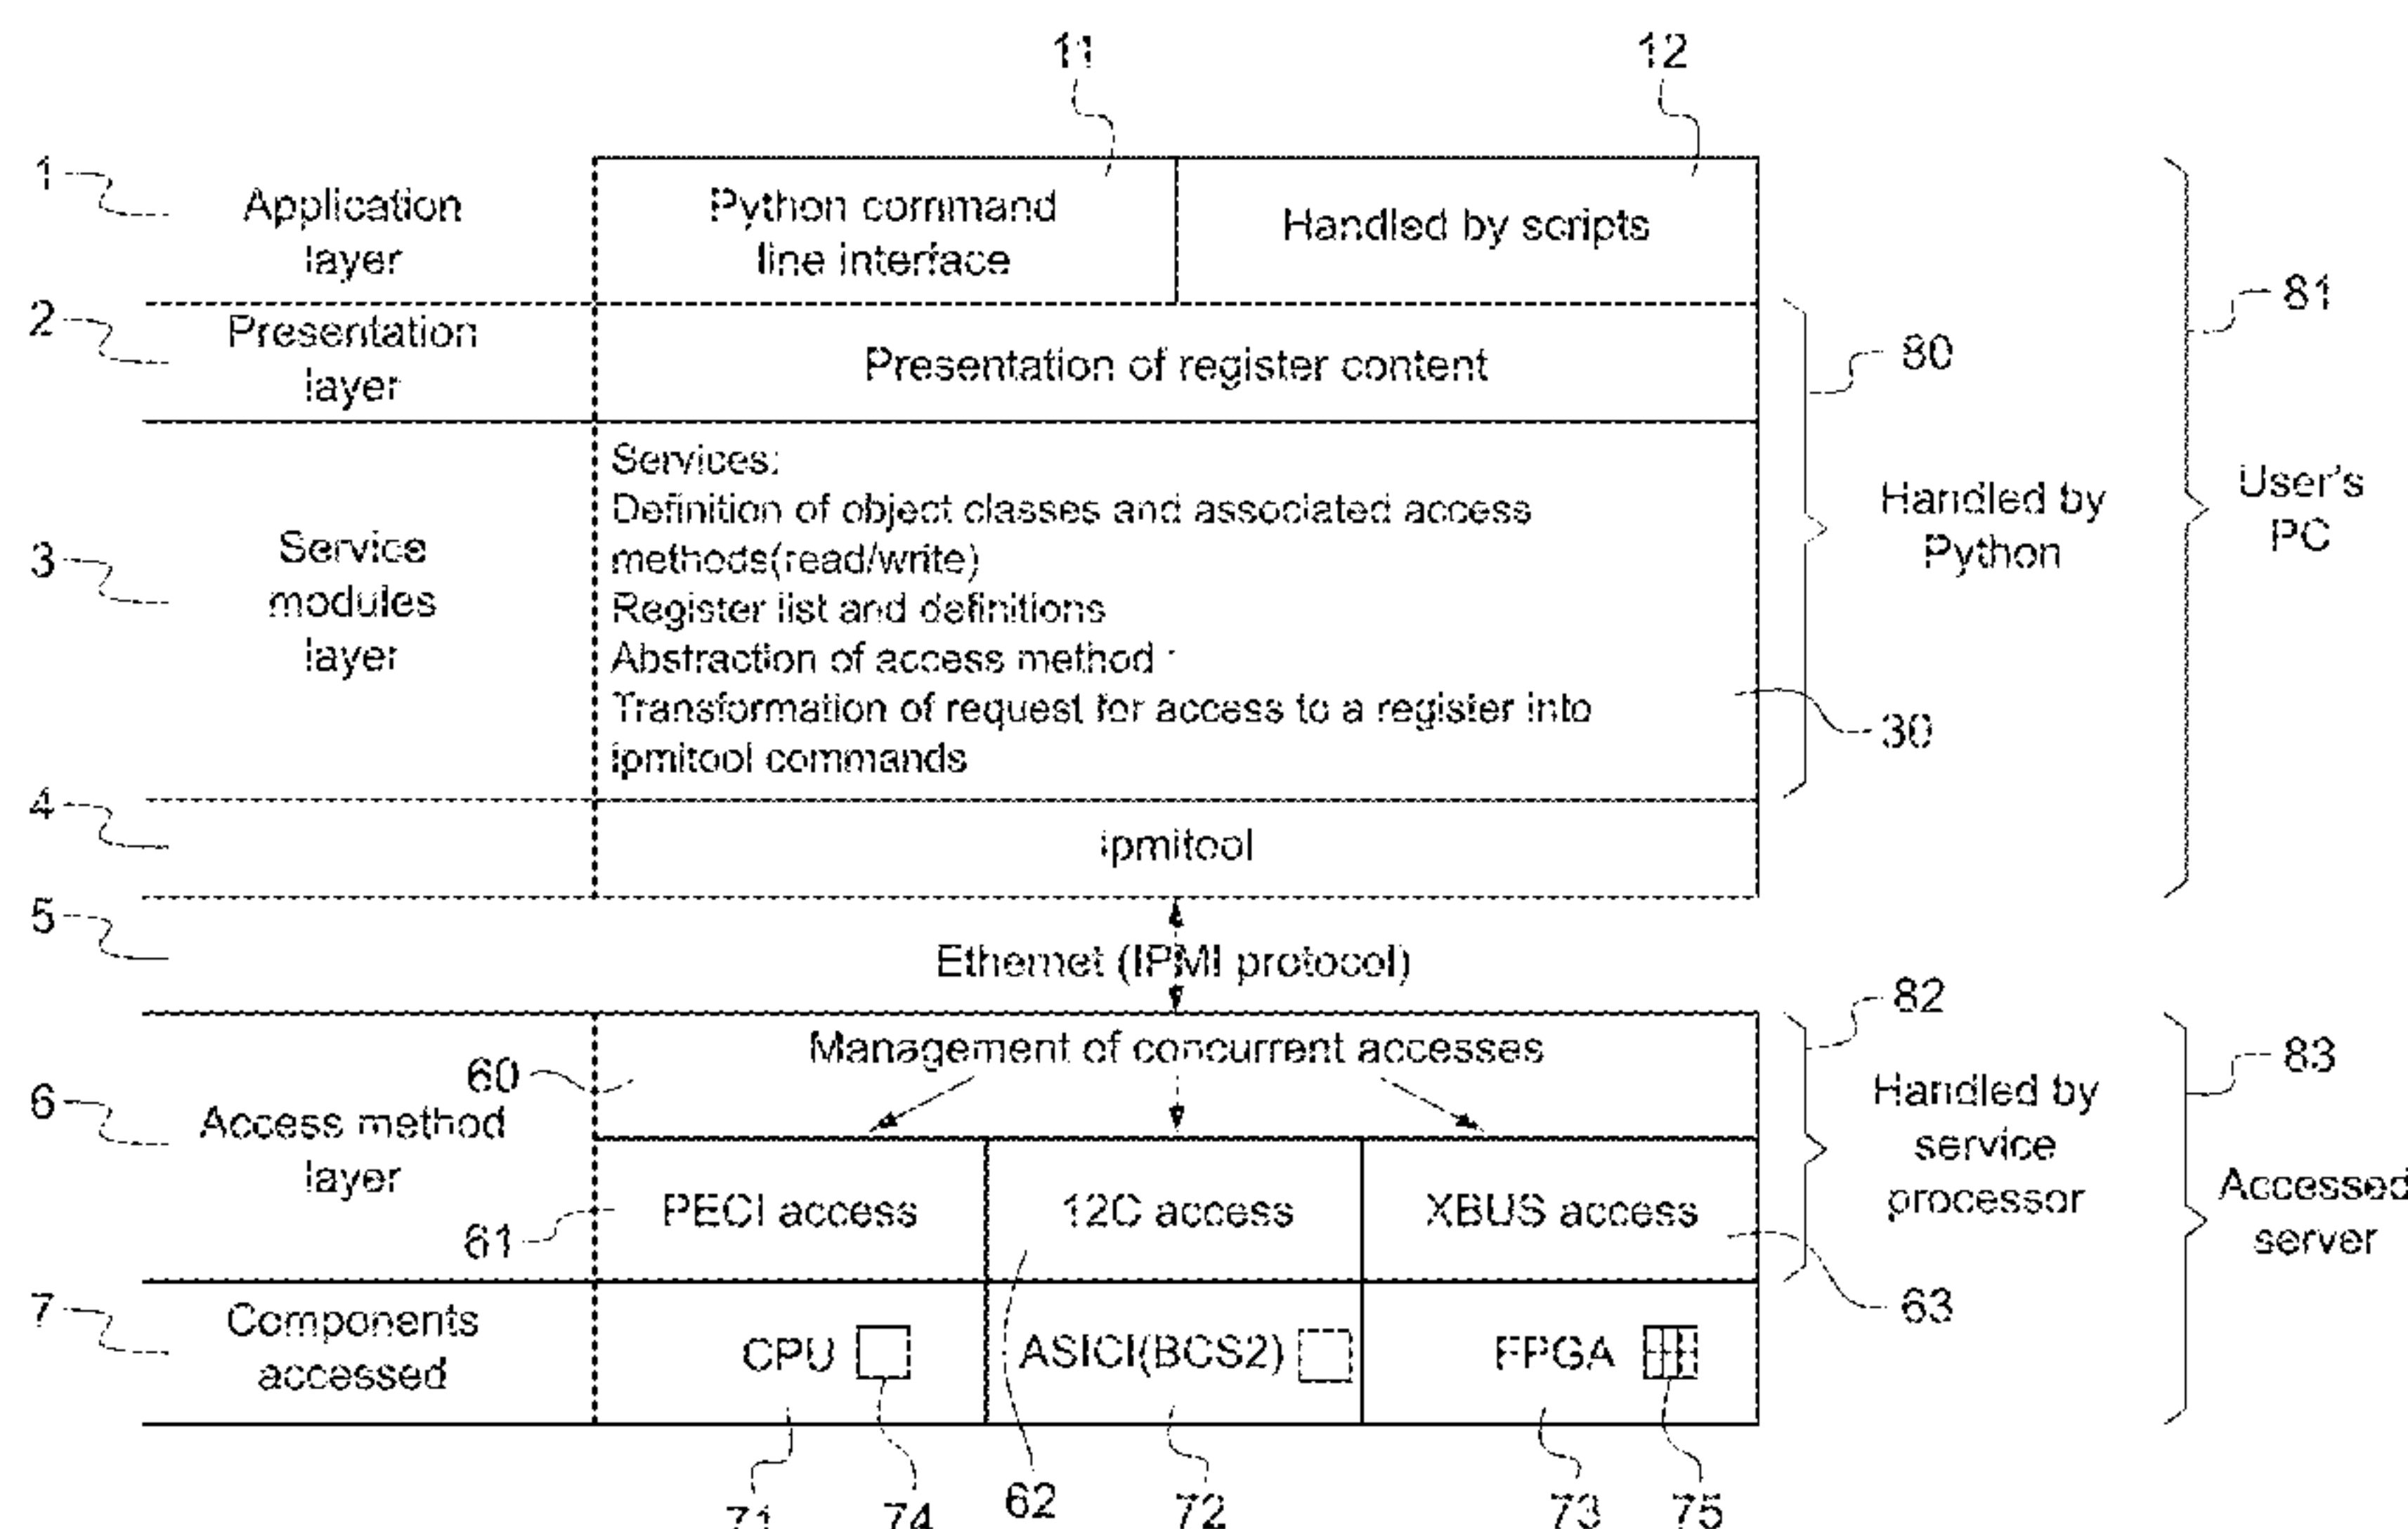 11
12
1
Application
layer
Python command
line interface
Handled by scripts
81
2
Presentation
layer
Presentation of register content
80
Services:
Definition of object classes and associated access
methods(read/write)
Register list and definitions
Abstraction of access method :
Transformation of request for access to a register into
ipmitool commands
3
Service
modules
layer
Handled by
Python
User's
PC
30
4
ipmitool
5
Ethernet (IPMI protocol)
82
83
Management of concurrent accesses
60
6
Access method
layer
Handled by
service
processor
Accessed
server
PECI access
12C access
XBUS access
61
63
7
Components
accessed
CPU
ASICI(BCS2)
FPGA
71
74
62
72
73
75